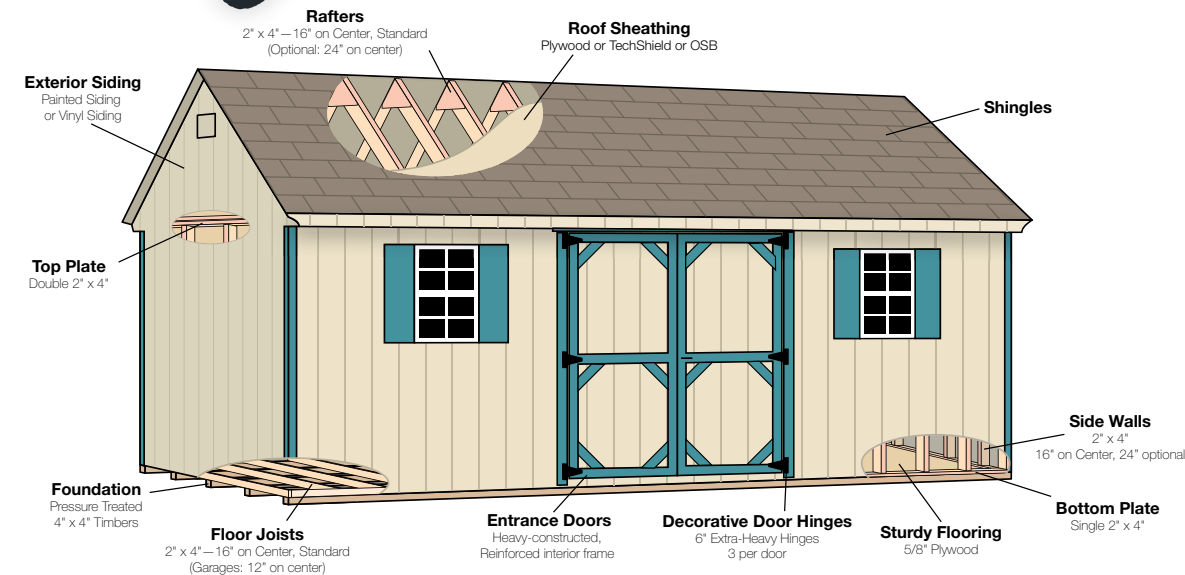 Rafters
2" x 4"—16" on Center, Standard
(Optional: 24" on center)
Roof Sheathing
Plywood or TechShield or OSB
Exterior Siding
Painted Siding
or Vinyl Siding
Shingles
Top Plate
Double 2" x 4"
Side Walls
2" x 4"
16" on Center, 24" optional
Foundation
Pressure Treated
4" x 4" Timbers
Floor Joists
2" x 4"—16" on Center, Standard
(Garages: 12" on center)
Entrance Doors
Heavy-constructed,
Reinforced interior frame
Decorative Door Hinges
6" Extra-Heavy Hinges
3 per door
Sturdy Flooring
5/8" Plywood
Bottom Plate
Single 2" x 4"